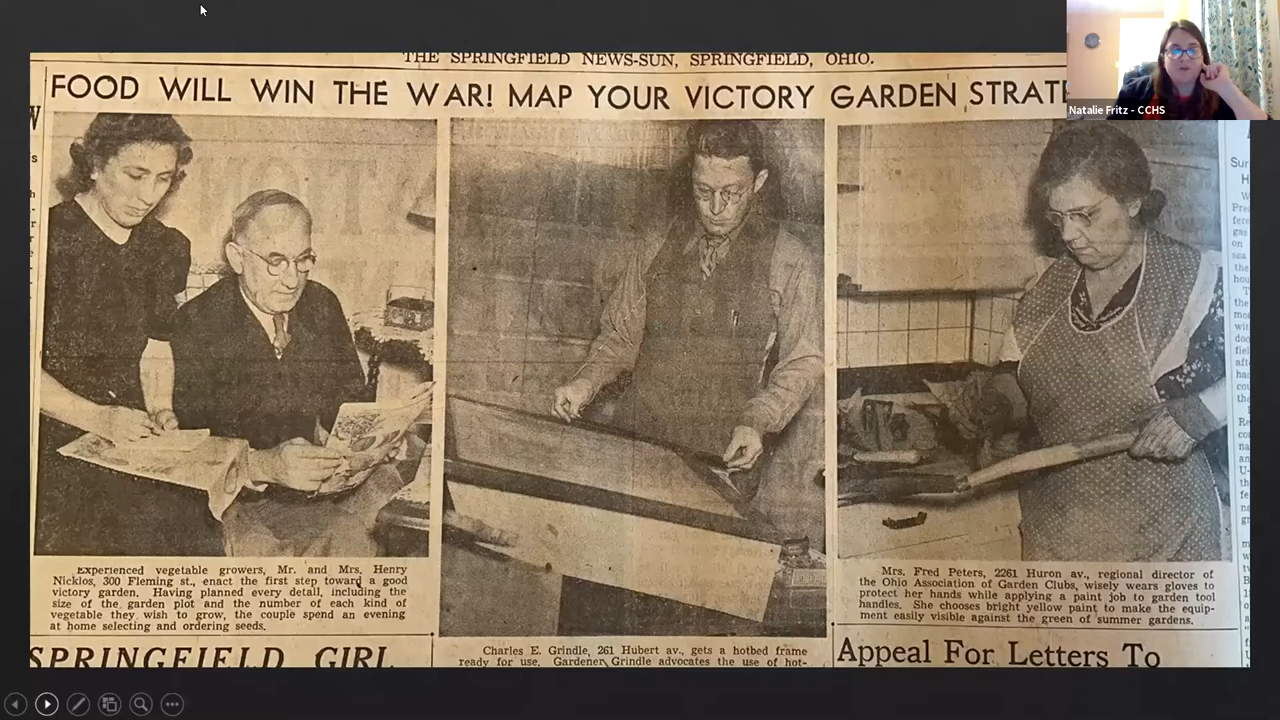 THE SPRINGFIELD NEWS-SUN, SPRINGFIELD, OHIO.
FOOD WILL WIN THE WAR! MAP YOUR VICTORY GARDEN STRATE
Natalie Fritz - CCHS
Experienced vegetable growers, Mr. and Mrs. Henry
Nicklos, 300 Fleming st., enact the first step toward a good
victory garden. Having planned every detail, including the
size of the garden plot and the number of each kind of
vegetable they wish to grow, the couple spend an evening
at home selecting and ordering seeds.
SPRINGFIELD GIRL
Charles E. Grindle, 261 Hubert av., gets a hotbed frame
ready for use. Gardener Grindle advocates the use of hot-
Mrs. Fred Peters, 2261 Huron av., regional director of
the Ohio Association of Garden Clubs, wisely wears gloves to
protect her hands while applying a paint job to garden tool
handles. She chooses bright yellow paint to make the equip-
ment easily visible against the green of summer gardens.
Appeal For Letters To